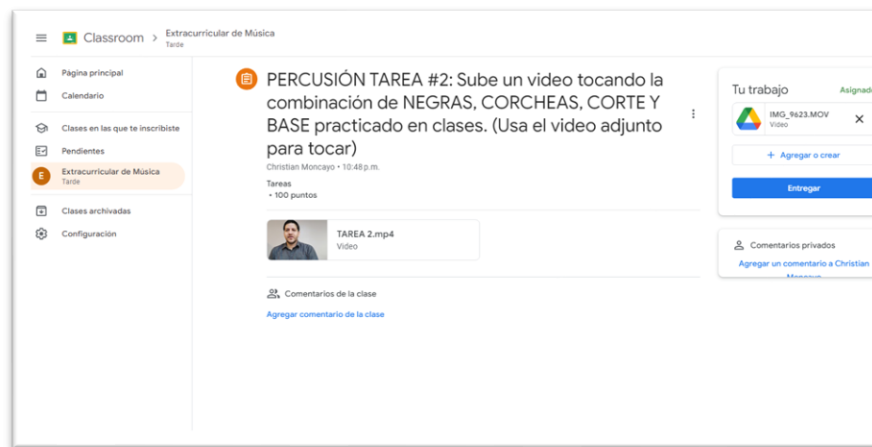 Classroom > Extracurricular de Música
Tarde
Página principal
Calendario
Clases en las que te inscribiste
Pendientes
E Extracurricular de Música
Tarde
Clases archivadas
Configuración
PERCUSIÓN TAREA #2: Sube un video tocando la
combinación de NEGRAS, CORCHEAS, CORTE Y
BASE practicado en clases. (Usa el video adjunto
para tocar)
Christian Moncayo • 10:48 p.m.
Tareas
• 100 puntos
TAREA 2.mp4
Video
Comentarios de la clase
Agregar comentario de la clase
Tu trabajo
Asignado
IMG_9623.MOV
Video
+ Agregar o crear
Entregar
Comentarios privados
Agregar un comentario a Christian
Moncayo